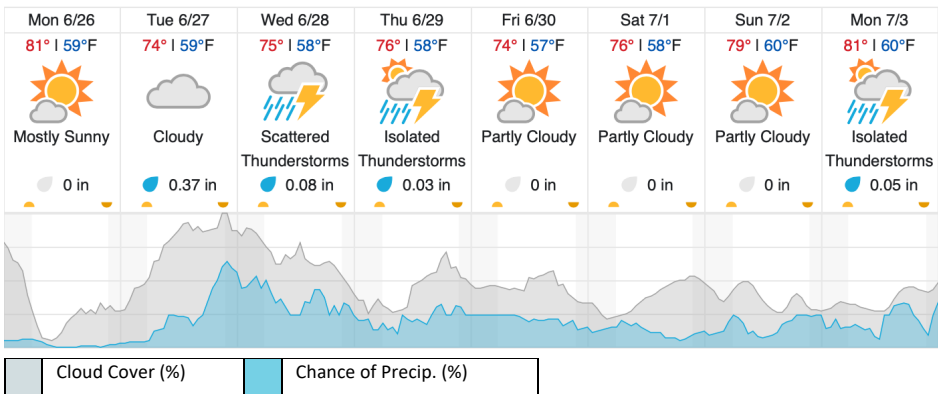 Mon 6/26 Tue 6/27 Wed 6/28 Thu 6/29 Fri 6/30 Sat 7/1 Sun 7/2 Mon 7/3
81° | 59°F 74° | 59°F 75° | 58°F 76° | 58°F 74° | 57°F 76° | 58°F 79° | 60°F 81° | 60°F
Mostly Sunny Cloudy Scattered Isolated Partly Cloudy Partly Cloudy Partly Cloudy Isolated
Thunderstorms Thunderstorms Thunderstorms
0 in 0.37 in 0.08 in 0.03 in 0 in 0 in 0 in 0.05 in
Cloud Cover (%) Chance of Precip. (%)